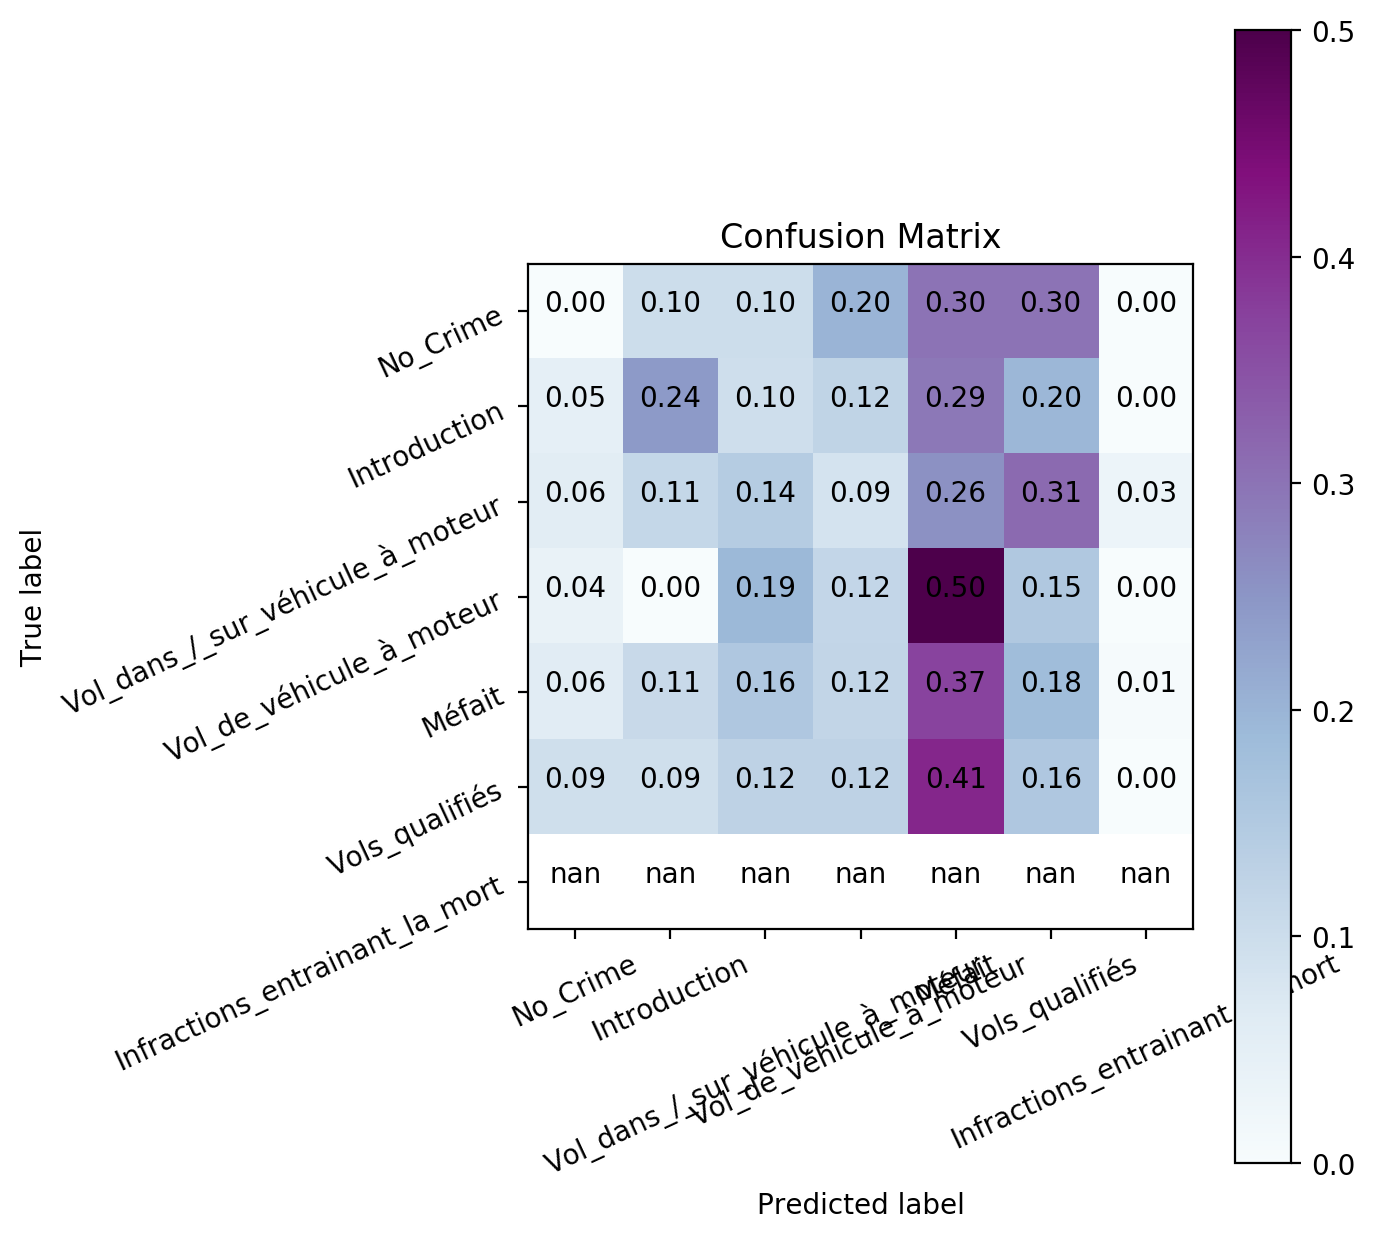 Confusion Matrix
True label
No_Crime
0.00 0.10 0.10 0.20 0.30 0.30 0.00
Introduction
0.05 0.24 0.10 0.12 0.29 0.20 0.00
Vol_dans_/_sur_véhicule_à_moteur
0.06 0.11 0.14 0.09 0.26 0.31 0.03
Vol_de_véhicule_à_moteur
0.04 0.00 0.19 0.12 0.50 0.15 0.00
Méfait
0.06 0.11 0.16 0.12 0.37 0.18 0.01
Vols_qualifiés
0.09 0.09 0.12 0.12 0.41 0.16 0.00
Infractions_entrainant_la_mort
nan nan nan nan nan nan nan
No_Crime
Introduction
Vol_dans_/_sur_véhicule_à_moteur
Vol_de_véhicule_à_moteur
Méfait
Vols_qualifiés
Infractions_entrainant mort
Predicted label
0.5
0.4
0.3
0.2
0.1
0.0